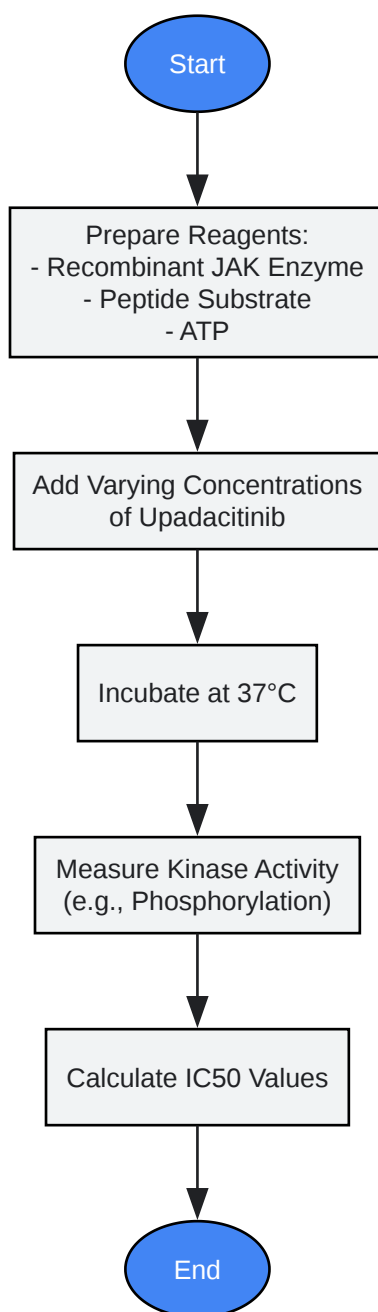 Start
Prepare Reagents:
- Recombinant JAK Enzyme
- Peptide Substrate
- ATP
Add Varying Concentrations
of Upadacitinib
Incubate at 37°C
Measure Kinase Activity
(e.g., Phosphorylation)
Calculate IC50 Values
End